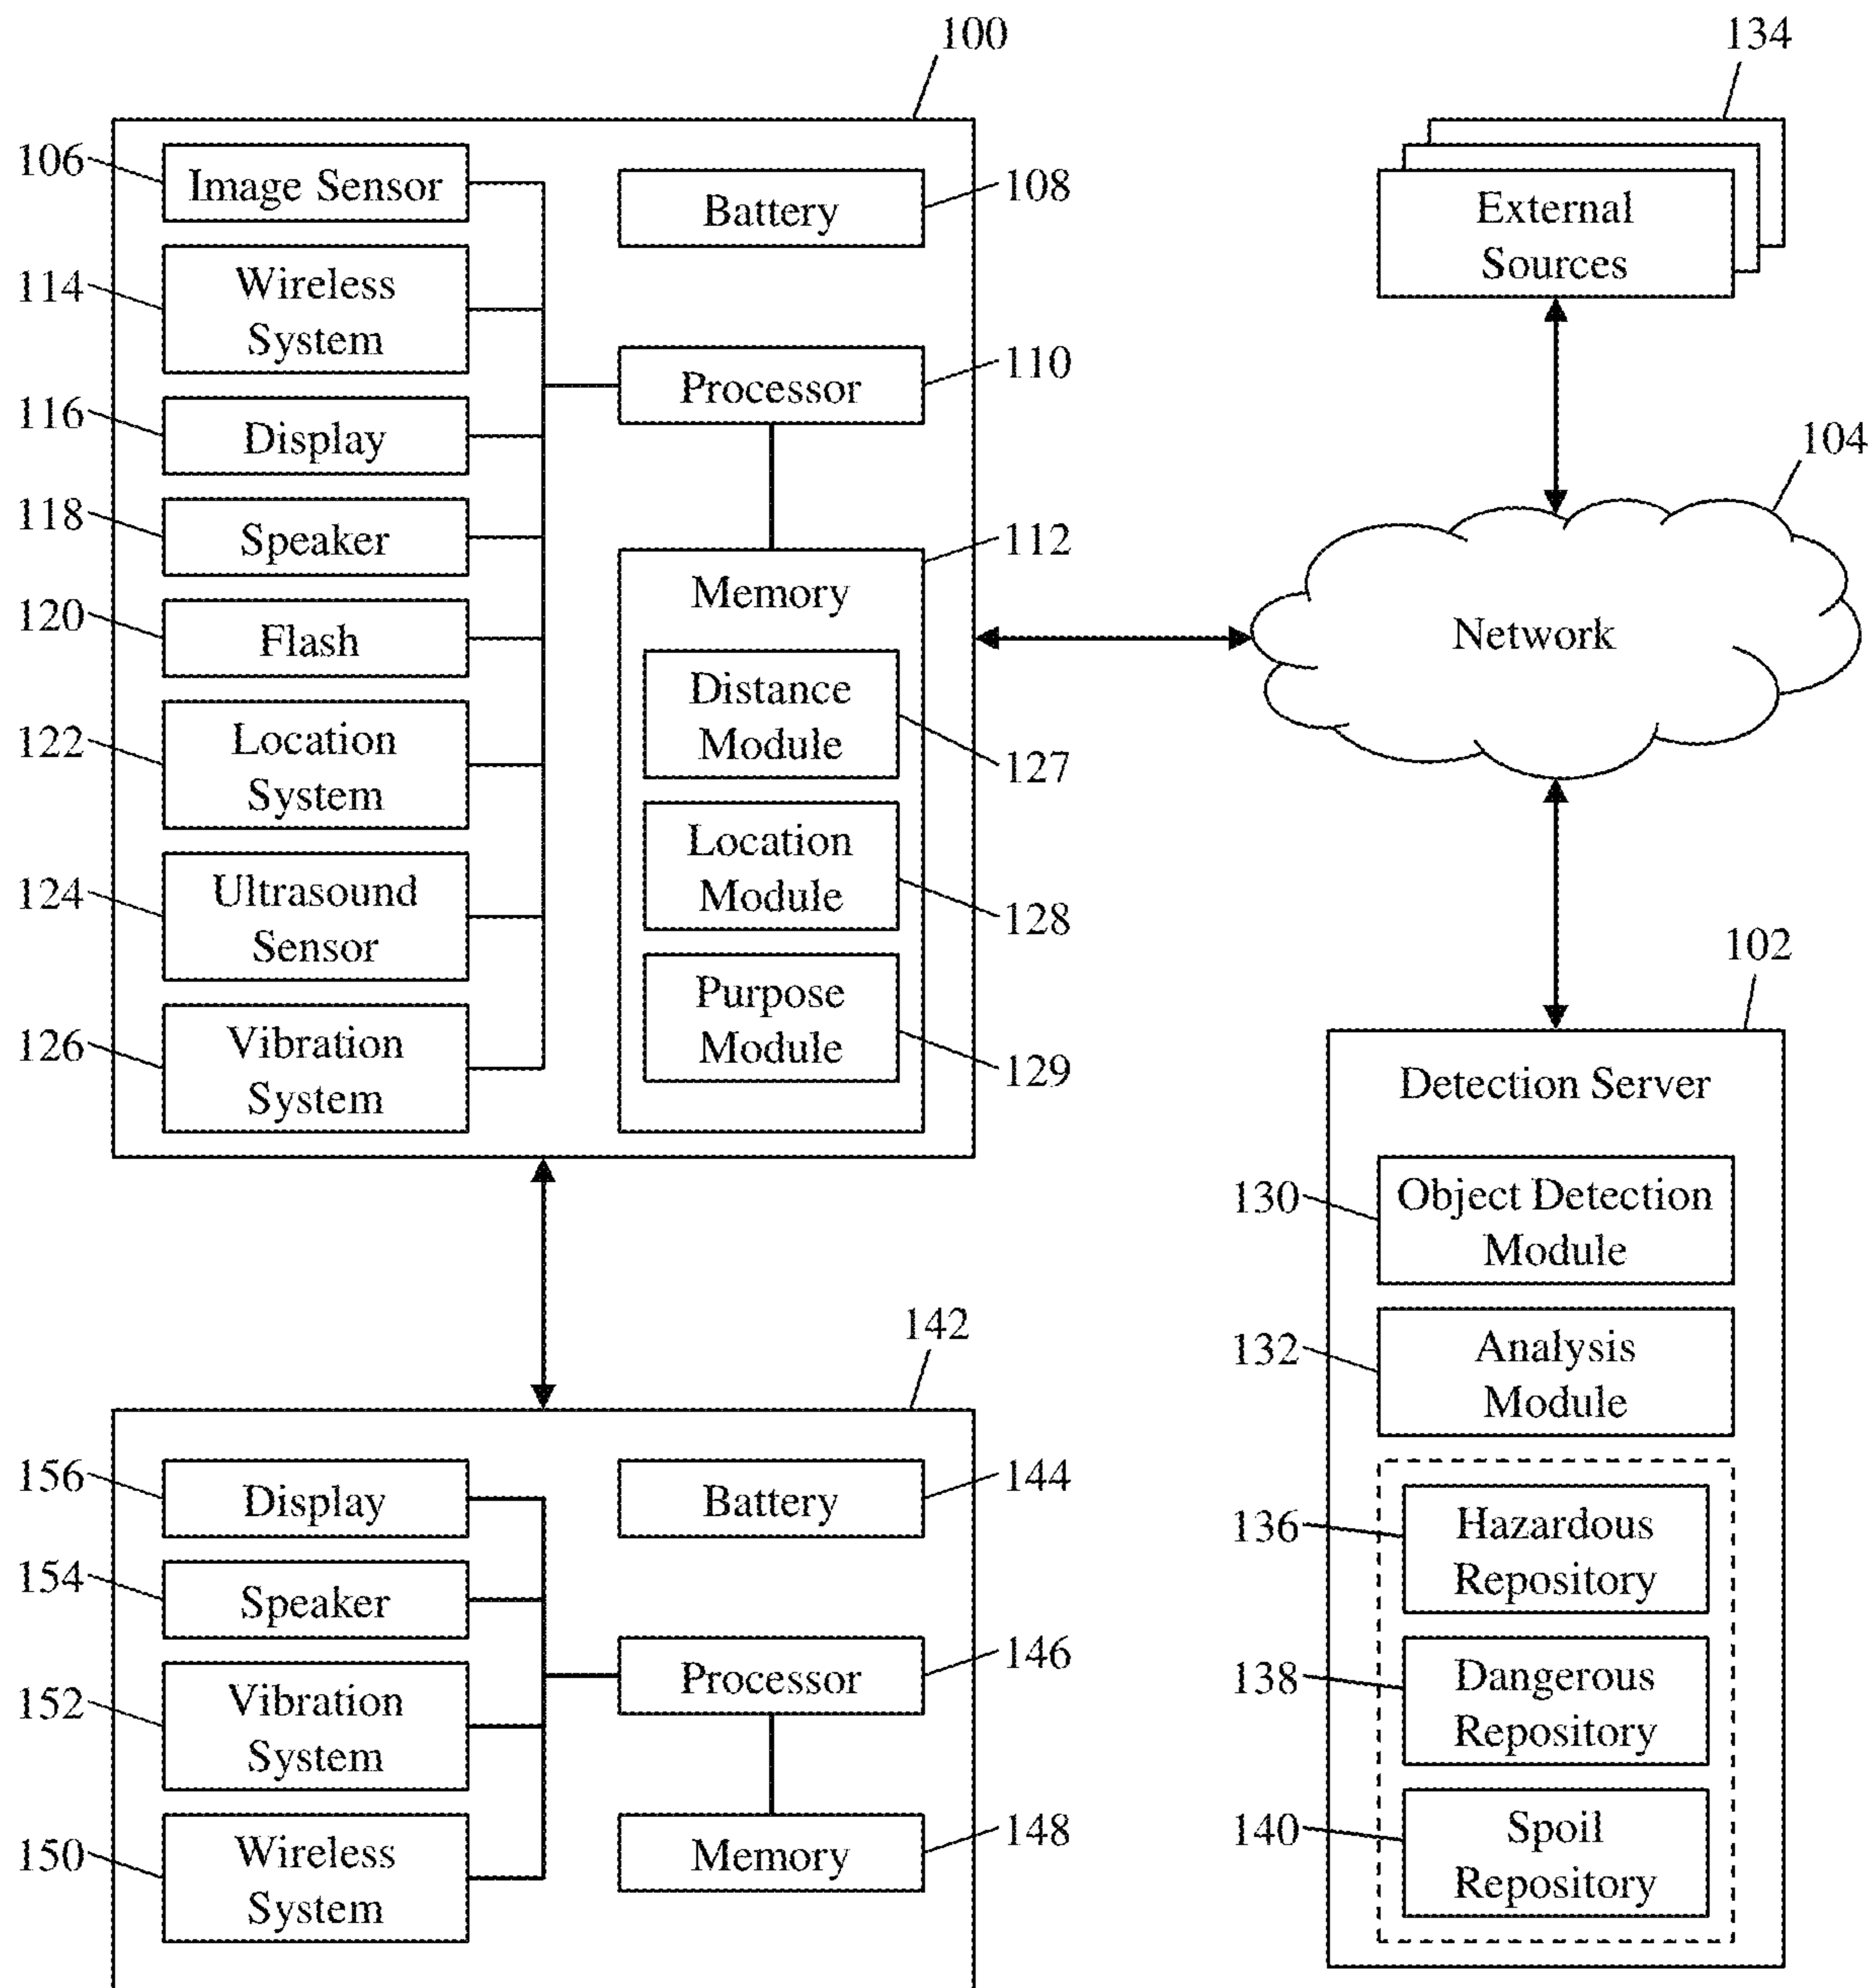 100
134
106
Image Sensor
Battery
108
External
Sources
114
Wireless
System
110
Processor
116
Display
104
118
Speaker
112
Memory
120
Flash
Network
Distance
Module
127
122
Location
System
Location
Module
128
124
Ultrasound
Sensor
102
Purpose
Module
129
126
Vibration
System
Detection Server
130
Object Detection
Module
142
132
Analysis
Module
156
Display
Battery
144
136
Hazardous
Repository
154
Speaker
146
Processor
138
Dangerous
Repository
152
Vibration
System
150
Wireless
System
Memory
148
140
Spoil
Repository